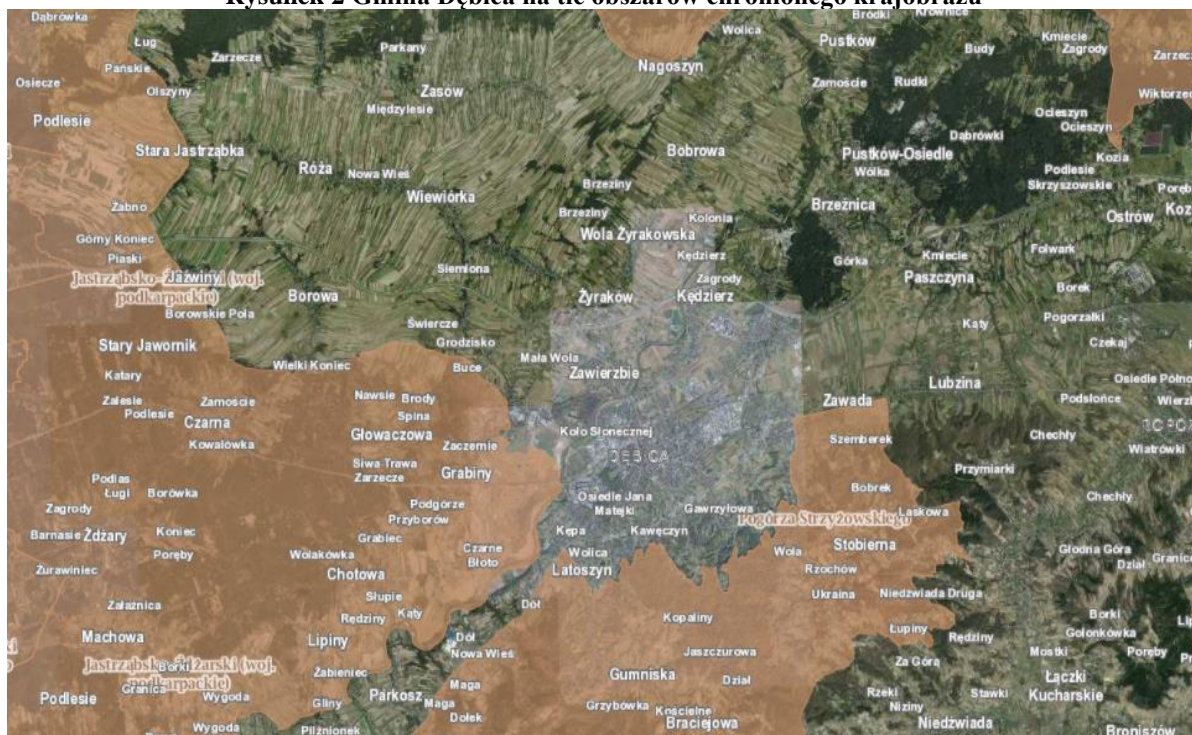 Rysunek 2 Gmina Dębica na tle obszarów chronionego krajobrazu
Dąbrówka
Wolica
Bródki
Krownice
Ług
Parkany
Pustków
Budy
Kmiecie
Zagrody
Pańskie
Zarzecze
Nagoszyn
Osiecze
Olszyny
Zasów
Zamoście
Rudki
Międzylesie
Podlesie
Ocieszyn
Ocieszyn
Dąbrówki
Stara Jastrząbka
Bobrowa
Pustków-Osiedle
Kozia
Róża
Nowa Wieś
Wólka
Podlesie
Skrzyszowskie
Wiewiórka
Brzeziny
Brzeźnica
Żabno
Brzeziny
Kolonia
Ostrów
Górny Koniec
Wola Żyrakowska
Piaski
Kędzierz
Górka
Kmiecie
Folwark
Siemiona
Zagrody
Paszczyna
Jaźwiny
podkarpackie)
Borek
Borowa
Żyraków
Kędzierz
Borowskie Pola
Świercze
Kąty
Pogorzałki
Stary Jawornik
Grodzisko
Czekaj
Wielki Koniec
Buce
Mała Wola
Zawierzbie
Katary
Lubzina
Zalesie
Zamoście
Nawsie
Brody
Zawada
Podsłońce
Podlesie
Czarna
Spina
Kowalówka
Głowaczowa
Zaczernie
Koło Słonecznej
Szemberek
Chechły
Wiatrówki
DĘBICA
Siwa Trawa
Zarzecze
Grabiny
Przymiarki
Podlas
Ługi
Borówka
Bobrek
Chechły
Zagrody
Podgórze
Osiedle Jana
Matejki
Gawrzyłowa
Laskowa
Przyborów
Pogórza Strzyżowskiego
Barnasie
Żdżary
Koniec
Grabiec
Kępa
Kawęczyn
Stobierna
Poręby
Wolakówka
Czarne
Błoto
Wolica
Wola
Głodna Góra
Dział
Żurawiniec
Chotowa
Latoszyn
Rzochów
Załaźnica
Słupie
Dół
Ukraina
Niedźwiada Druga
Machowa
Rędziny
Kąty
Kopaliny
Borki
Lipiny
Dół
Łupiny
Rędziny
Golonkówka
Nowa Wieś
Jaszczurowa
Mostki
Poręby
Jastrząbsko-Żdżarski (woj.
podkarpackie)
Borki
Żabieniec
Za Górą
Łączki
Kucharskie
Podlesie
Granica
Wygoda
Parkosz
Maga
Gumniska
Dział
Gliny
Maga
Grzybówka
Kościelne
Rzeki
Niziny
Stawki
Wygoda
Pilźnionek
Dołek
Braciejowa
Niedźwiada
Broniszów